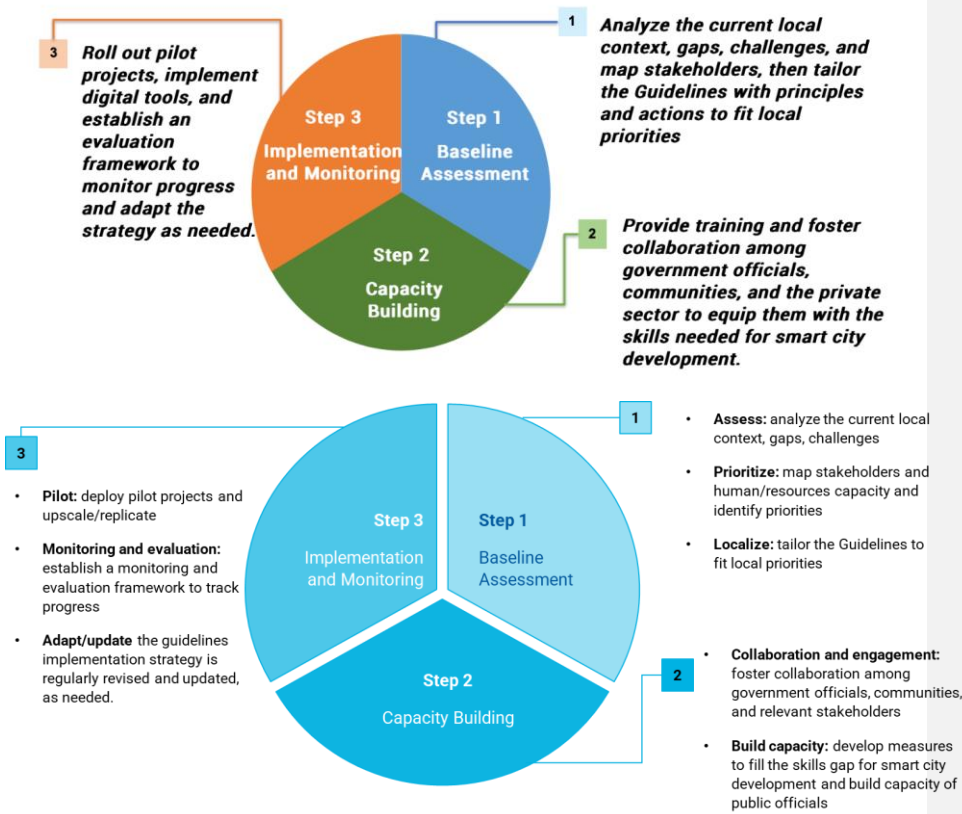 1
Analyze the current local
context, gaps, challenges, and
map stakeholders, then tailor
the Guidelines with principles
and actions to fit local
priorities
3
Roll out pilot
projects, implement
digital tools, and
establish an
evaluation
framework to
monitor progress
and adapt the
strategy as needed.
Step 3
Implementation
and Monitoring
Step 1
Baseline
Assessment
Step 2
Capacity
Building
2
Provide training and foster
collaboration among
government officials,
communities, and the private
sector to equip them with the
skills needed for smart city
development.
1
• Assess: analyze the current local
context, gaps, challenges
• Prioritize: map stakeholders and
human/resources capacity and
identify priorities
• Localize: tailor the Guidelines to
fit local priorities
3
• Pilot: deploy pilot projects and
upscale/replicate
• Monitoring and evaluation:
establish a monitoring and
evaluation framework to track
progress
• Adapt/update the guidelines
implementation strategy is
regularly revised and updated,
as needed.
Step 3
Implementation
and Monitoring
Step 1
Baseline
Assessment
Step 2
Capacity Building
2
• Collaboration and engagement:
foster collaboration among
government officials, communities,
and relevant stakeholders
• Build capacity: develop measures
to fill the skills gap for smart city
development and build capacity of
public officials